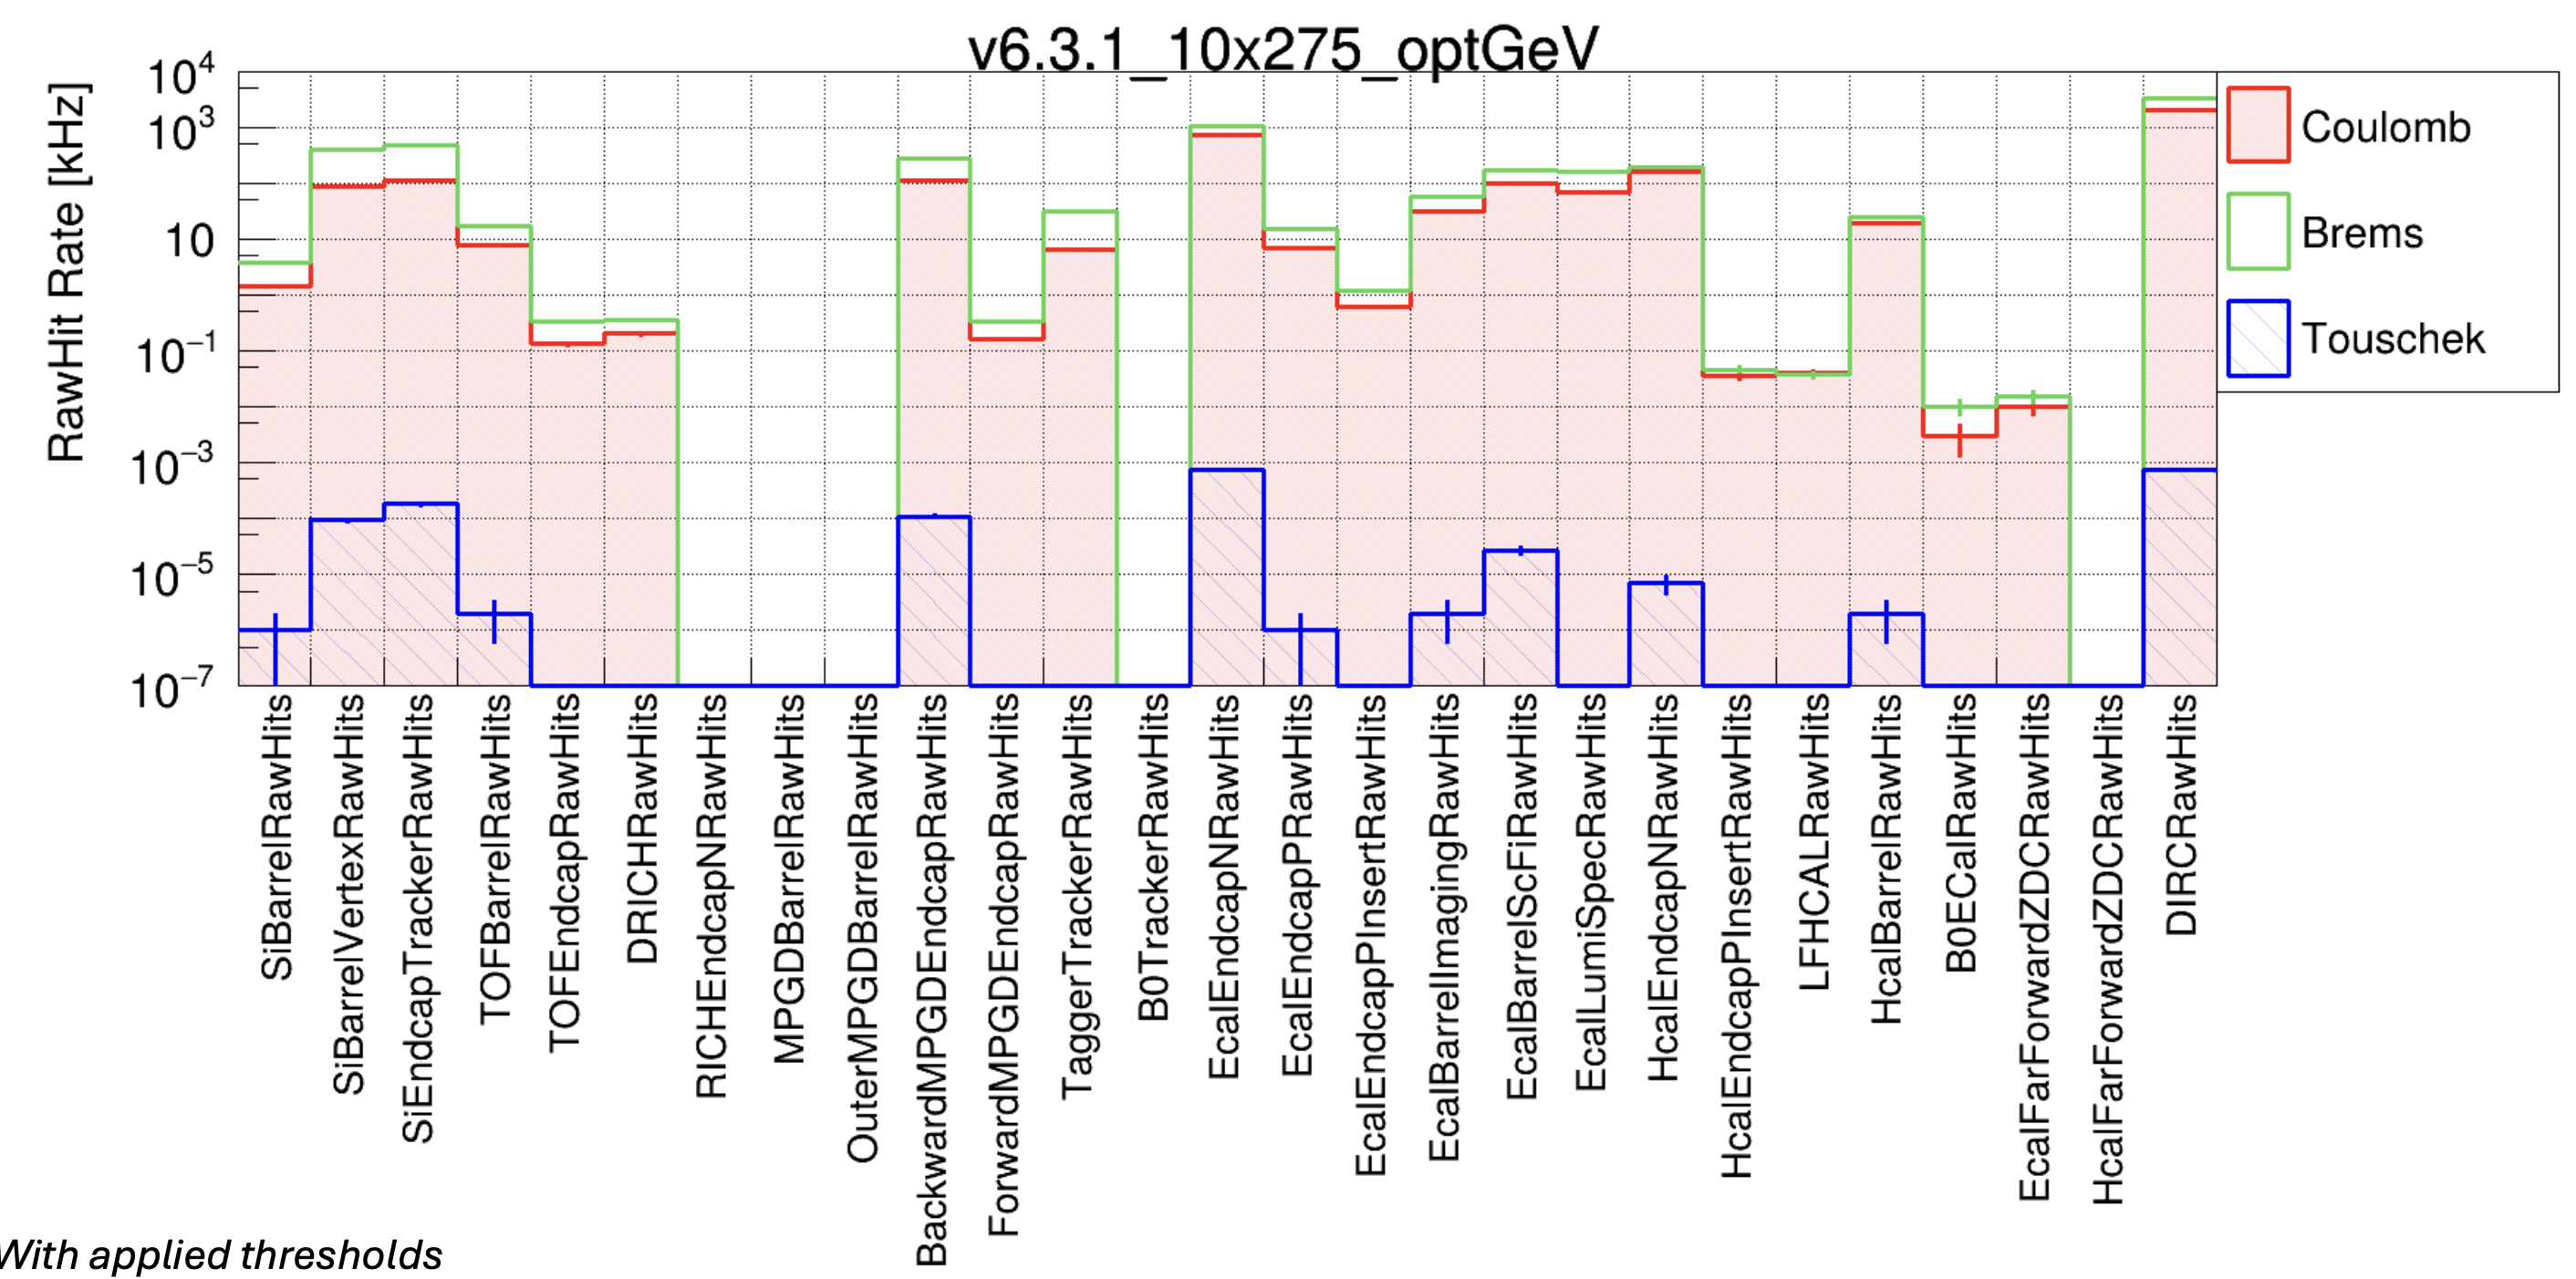 v6.3.1_10x275_optGeV
RawHit Rate [kHz]
10⁴
10³
10
10⁻¹
10⁻³
10⁻⁵
10⁻⁷
Coulomb
Brems
Touschek
SiBarrelRawHits
SiBarrelVertexRawHits
SiEndcapTrackerRawHits
TOFBarrelRawHits
TOFEndcapRawHits
DRICHRawHits
RICHEndcapNRawHits
MPGDBarrelRawHits
OuterMPGDBarrelRawHits
BackwardMPGDEndcapRawHits
ForwardMPGDEndcapRawHits
TaggerTrackerRawHits
B0TrackerRawHits
EcalEndcapNRawHits
EcalEndcapPRawHits
EcalEndcapPInsertRawHits
EcalBarrelImagingRawHits
EcalBarrelScFiRawHits
EcalLumiSpecRawHits
HcalEndcapNRawHits
HcalEndcapPInsertRawHits
LFHCALRawHits
HcalBarrelRawHits
B0ECalRawHits
EcalFarForwardZDCRawHits
HcalFarForwardZDCRawHits
DIRCRawHits
With applied thresholds